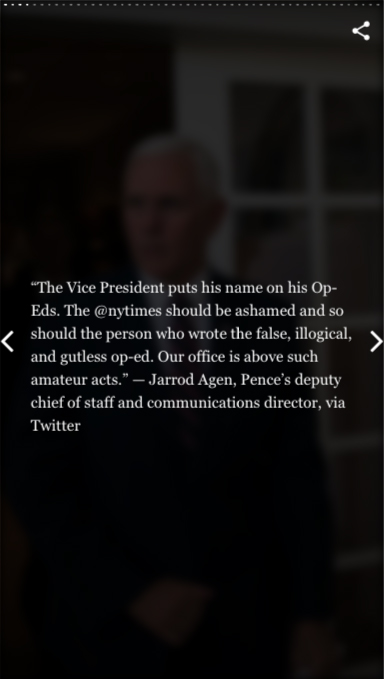 “The Vice President puts his name on his Op-
Eds. The @nytimes should be ashamed and so
should the person who wrote the false, illogical,
and gutless op-ed. Our office is above such
amateur acts.” — Jarrod Agen, Pence’s deputy
chief of staff and communications director, via
Twitter